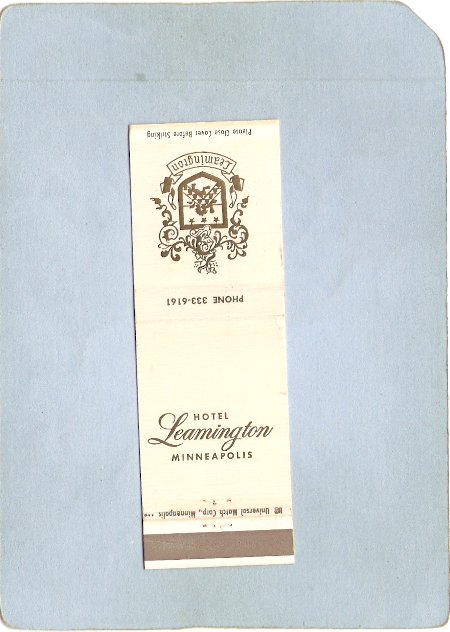 Please Close Cover Before Striking
Leamington
PHONE 333-6161
HOTEL
Leamington
MINNEAPOLIS
Universal Match Corp., Minneapolis